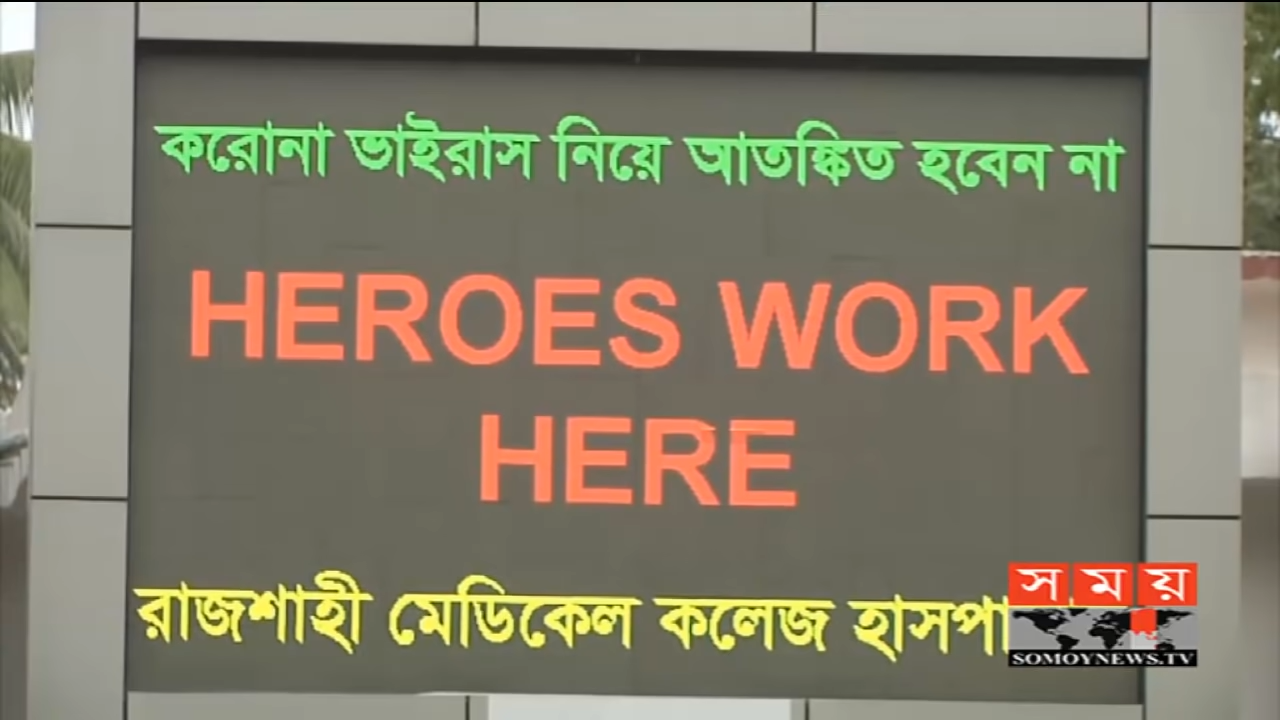 করোনা ভাইরাস নিয়ে আতঙ্কিত হবেন না
HEROES WORK
HERE
রাজশাহী মেডিকেল কলেজ
সময়
SOMOYNEWS.TV